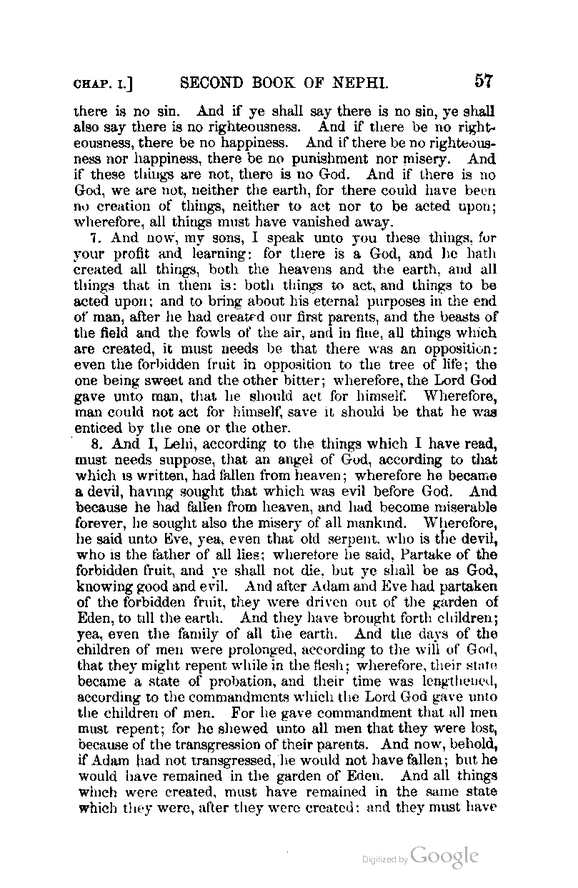 CHAP. I.] SECOND BOOK OF NEPHI. 57
there is no sin. And if ye shall say there is no sin, ye shall
also say there is no righteousness. And if there be no right-
eousness, there be no happiness. And if there be no righteous-
ness nor happiness, there be no punishment nor misery. And
if these things are not, there is no God. And if there is no
God, we are not, neither the earth, for there could have been
no creation of things, neither to act nor to be acted upon;
wherefore, all things must have vanished away.
7. And now, my sons, I speak unto you these things, for
your profit and learning: for there is a God, and he hath
created all things, both the heavens and the earth, and all
things that in them is: both things to act, and things to be
acted upon; and to bring about his eternal purposes in the end
of man, after he had created our first parents, and the beasts of
the field and the fowls of the air, and in fine, all things which
are created, it must needs be that there was an opposition:
even the forbidden fruit in opposition to the tree of life; the
one being sweet and the other bitter; wherefore, the Lord God
gave unto man, that he should act for himself. Wherefore,
man could not act for himself, save it should be that he was
enticed by the one or the other.
8. And I, Lehi, according to the things which I have read,
must needs suppose, that an angel of God, according to that
which is written, had fallen from heaven; wherefore he became
a devil, having sought that which was evil before God. And
because he had fallen from heaven, and had become miserable
forever, he sought also the misery of all mankind. Wherefore,
he said unto Eve, yea, even that old serpent, who is the devil,
who is the father of all lies; wherefore he said, Partake of the
forbidden fruit, and ye shall not die, but ye shall be as God,
knowing good and evil. And after Adam and Eve had partaken
of the forbidden fruit, they were driven out of the garden of
Eden, to till the earth. And they have brought forth children;
yea, even the family of all the earth. And the days of the
children of men were prolonged, according to the will of God,
that they might repent while in the flesh; wherefore, their state
became a state of probation, and their time was lengthened,
according to the commandments which the Lord God gave unto
the children of men. For he gave commandment that all men
must repent; for he shewed unto all men that they were lost,
because of the transgression of their parents. And now, behold,
if Adam had not transgressed, he would not have fallen; but he
would have remained in the garden of Eden. And all things
which were created, must have remained in the same state
which they were, after they were created: and they must have
Digitized by Google